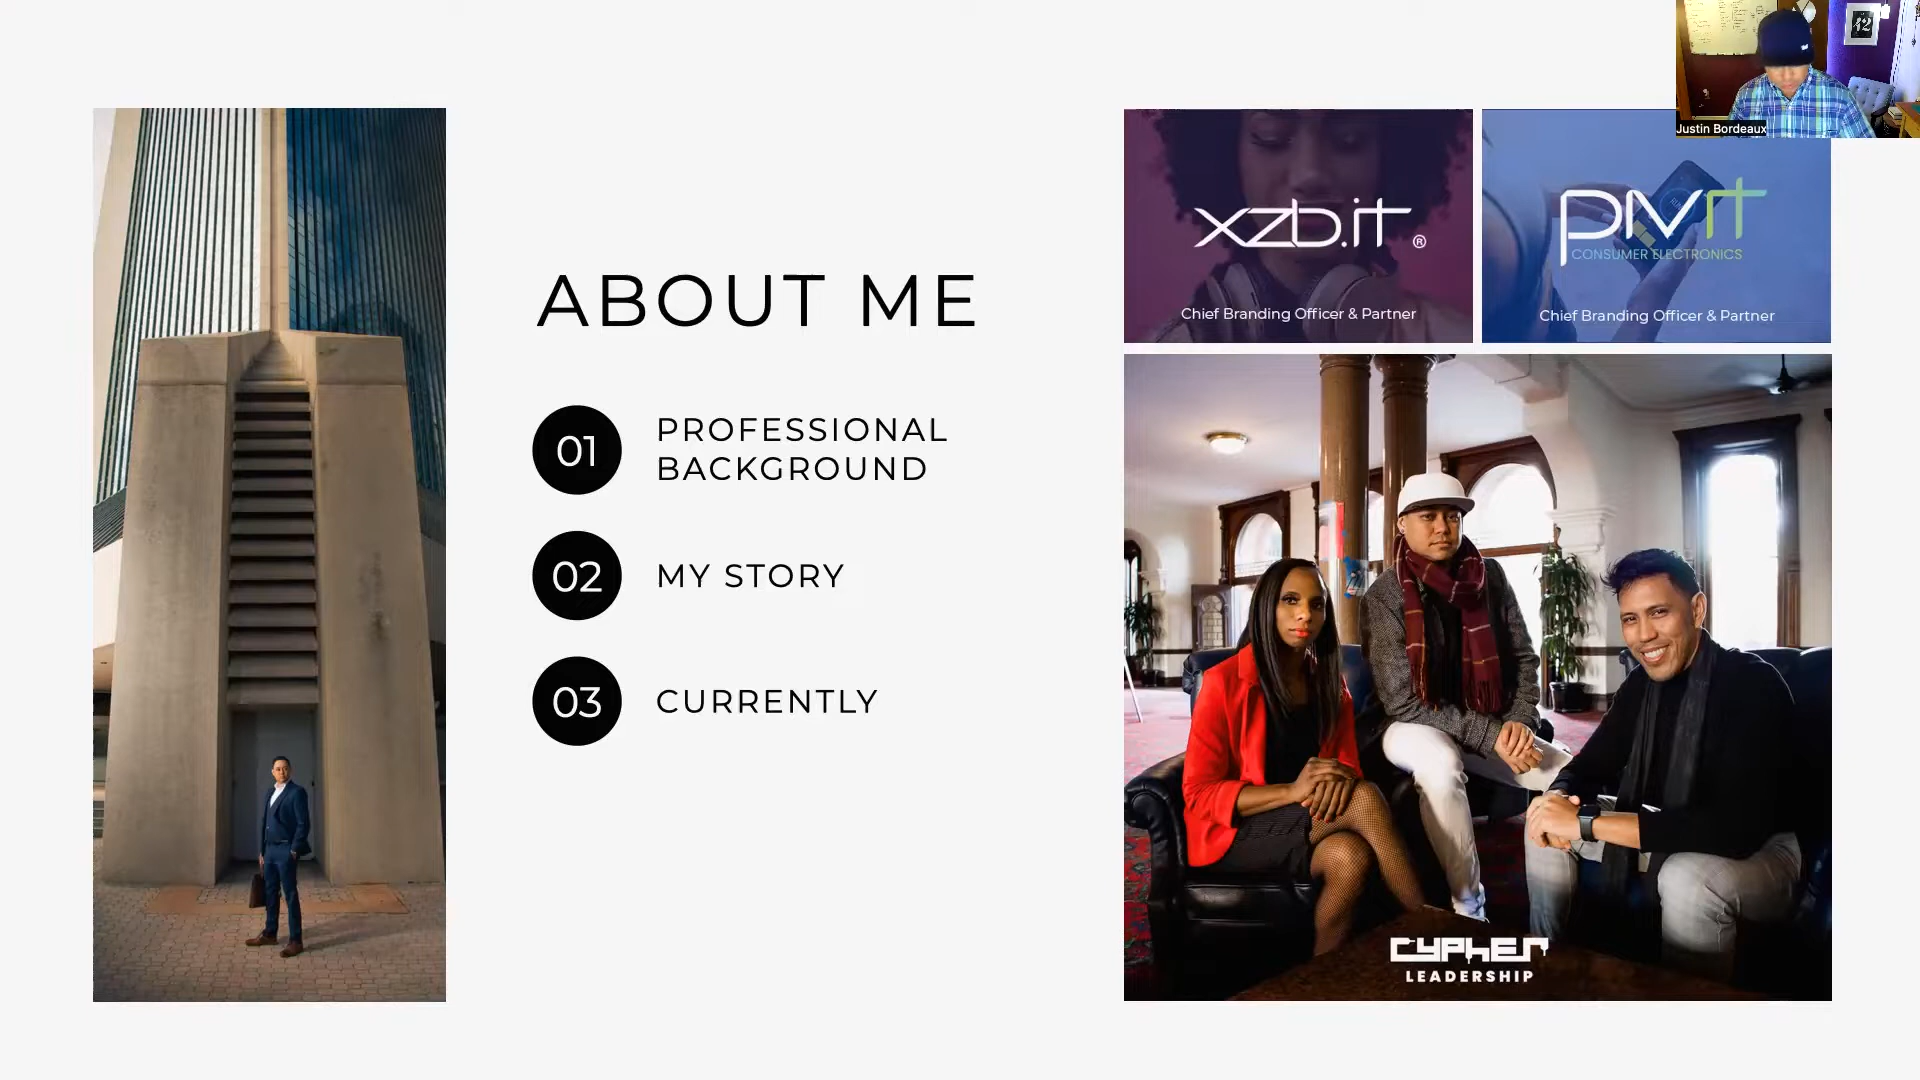 ABOUT ME
01
PROFESSIONAL
BACKGROUND
02
MY STORY
03
CURRENTLY
xzb.it ®
Chief Branding Officer & Partner
pivit
CONSUMER ELECTRONICS
Chief Branding Officer & Partner
CYPHER
LEADERSHIP
42
Justin Bordeaux